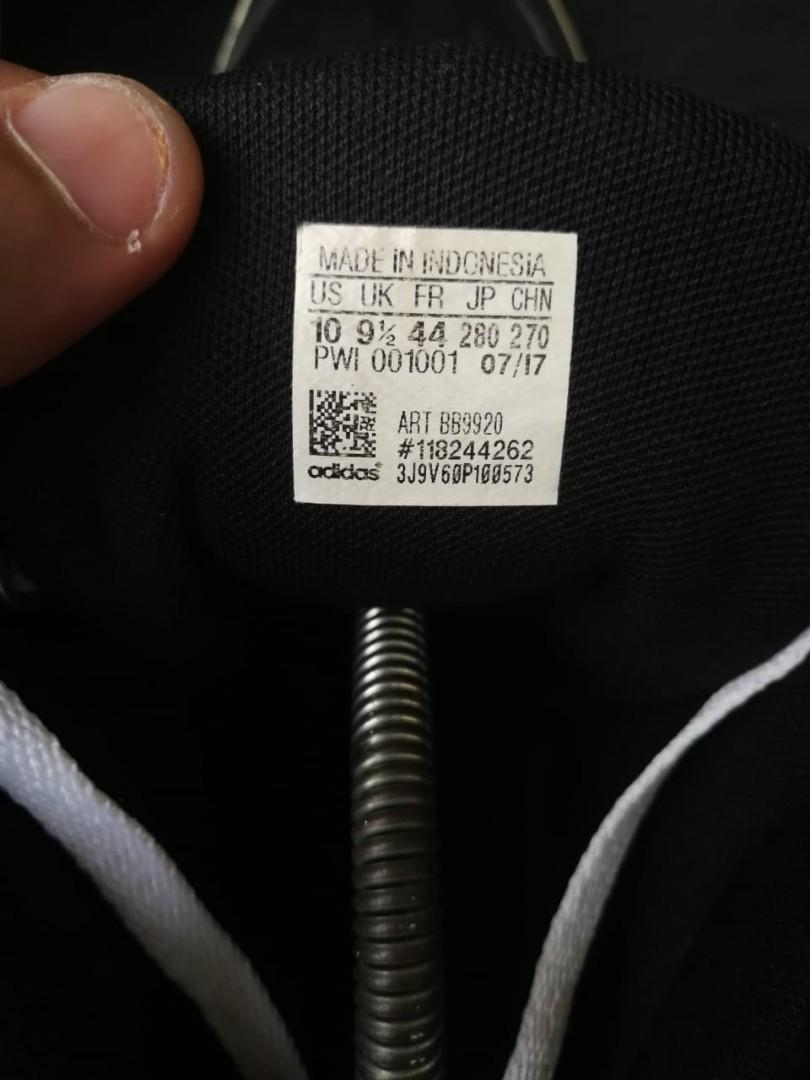 MADE IN INDONESIA
US UK FR JP CHN
10 9½ 44 280 270
PWI 001001 07/17
ART BB9920
#118244262
adidas® 3J9V60P100573